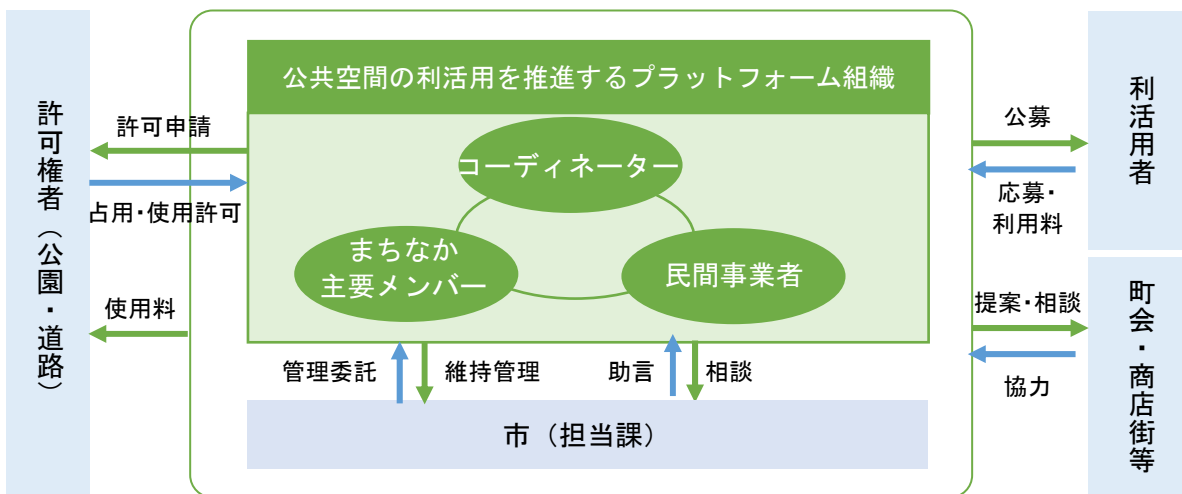 公共空間の利活用を推進するプラットフォーム組織
許可権者（公園・道路）
許可申請
占用・使用許可
使用料
コーディネーター
まちなか
主要メンバー
民間事業者
管理委託
維持管理
助言
相談
市（担当課）
公募
応募・
利用料
利活用者
提案・相談
協力
町会・商店街等